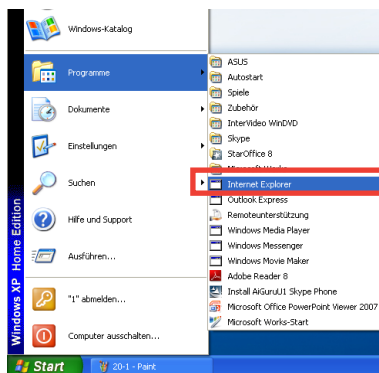 Windows-Katalog
Programme
Dokumente
Einstellungen
Suchen
Hilfe und Support
Ausführen...
"1" abmelden...
Computer ausschalten...
Windows XP Home Edition
ASUS
Autostart
Spiele
Zubehör
InterVideo WinDVD
Skype
StarOffice 8
Microsoft Works
Internet Explorer
Outlook Express
Remoteunterstützung
Windows Media Player
Windows Messenger
Windows Movie Maker
Adobe Reader 8
Install AiGuruU1 Skype Phone
Microsoft Office PowerPoint Viewer 2007
Microsoft Works-Start
Start
20-1 - Paint